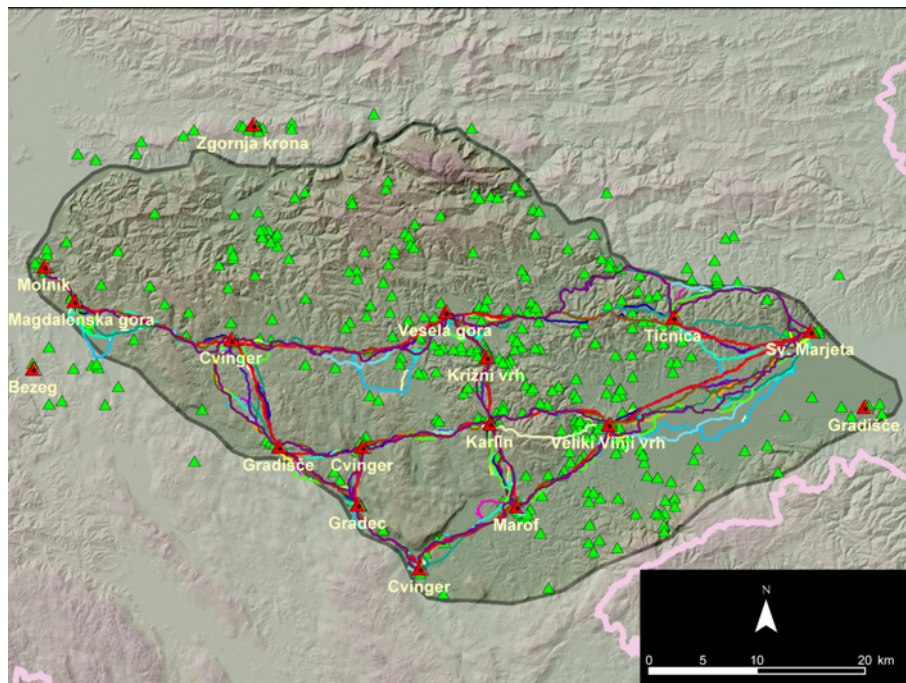 Zgornja krona
Molnik
Magdalenska gora
Vesela gora
Tičnica
Sv. Marjeta
Cvinger
Križni vrh
Bezeg
Gradišče
Karlin
Veliki Vinji vrh
Gradišče
Cvinger
Gradec
Marof
Cvinger
N
0 5 10 20 km